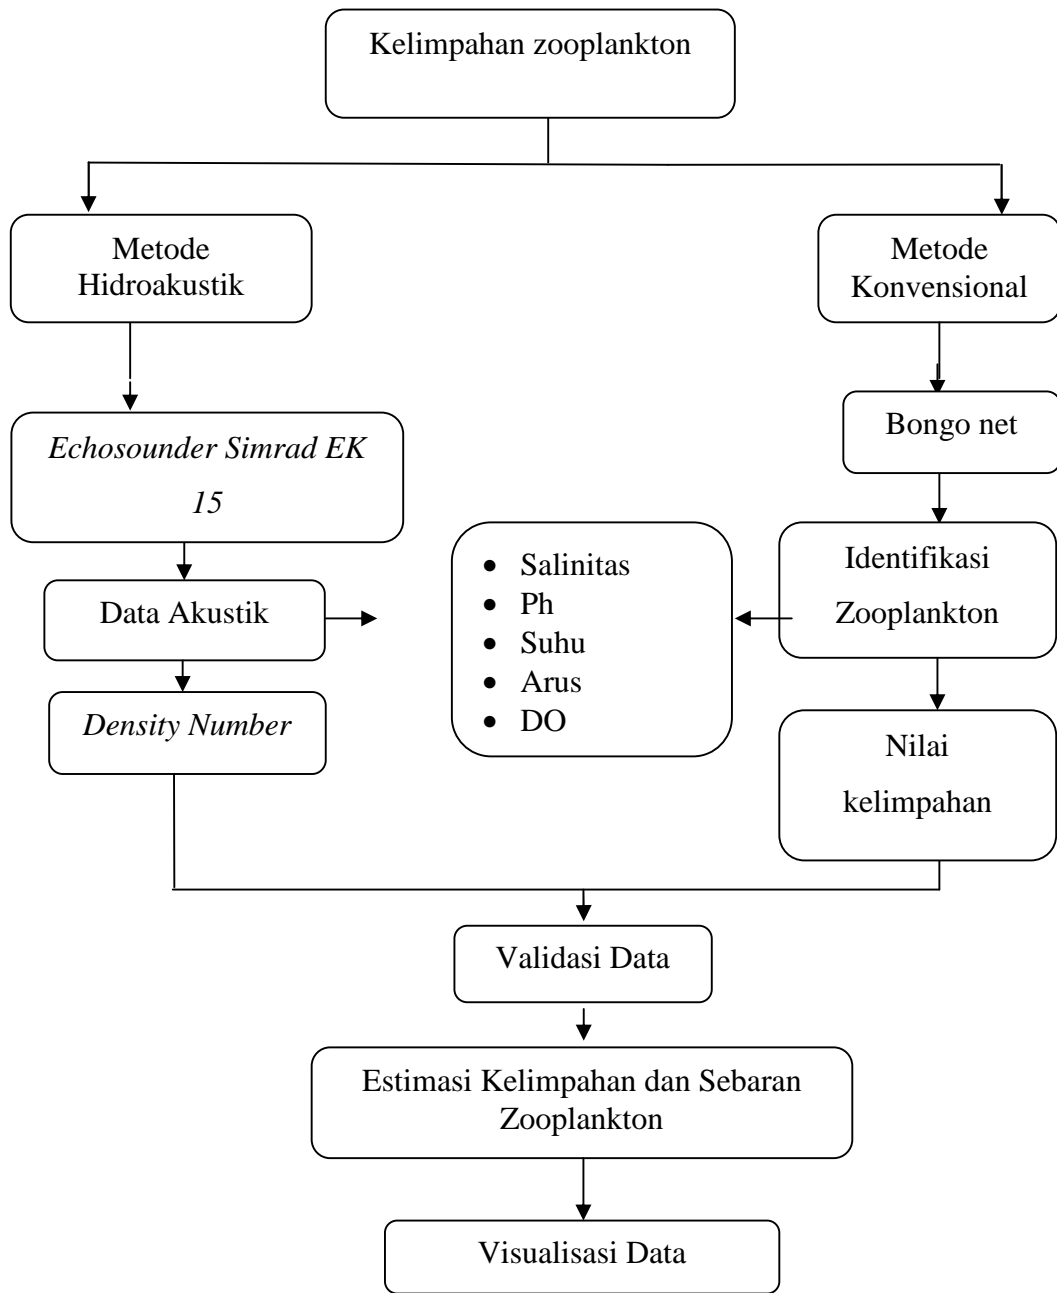 Kelimpahan zooplankton
Metode
Hidroakustik
Metode
Konvensional
Echosounder Simrad EK
15
Bongo net
Data Akustik
• Salinitas
• Ph
• Suhu
• Arus
• DO
Identifikasi
Zooplankton
Density Number
Nilai
kelimpahan
Validasi Data
Estimasi Kelimpahan dan Sebaran
Zooplankton
Visualisasi Data